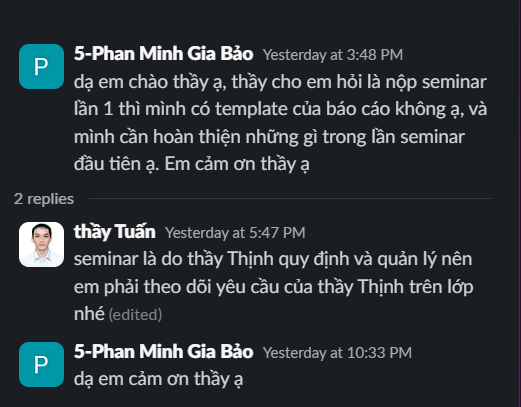 P
5-Phan Minh Gia Bảo Yesterday at 3:48 PM
dạ em chào thầy ạ, thầy cho em hỏi là nộp seminar
lần 1 thì mình có template của báo cáo không ạ, và
mình cần hoàn thiện những gì trong lần seminar
đầu tiên ạ. Em cảm ơn thầy ạ
2 replies
thầy Tuấn Yesterday at 5:47 PM
seminar là do thầy Thịnh quy định và quản lý nên
em phải theo dõi yêu cầu của thầy Thịnh trên lớp
nhé (edited)
P
5-Phan Minh Gia Bảo Yesterday at 10:33 PM
dạ em cảm ơn thầy ạ